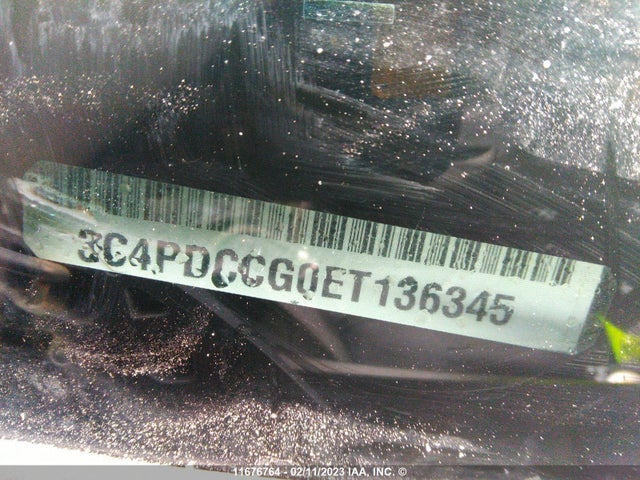 3C4PDCCG0ET136345
11676764 - 02/11/2023 IAA, INC. ©